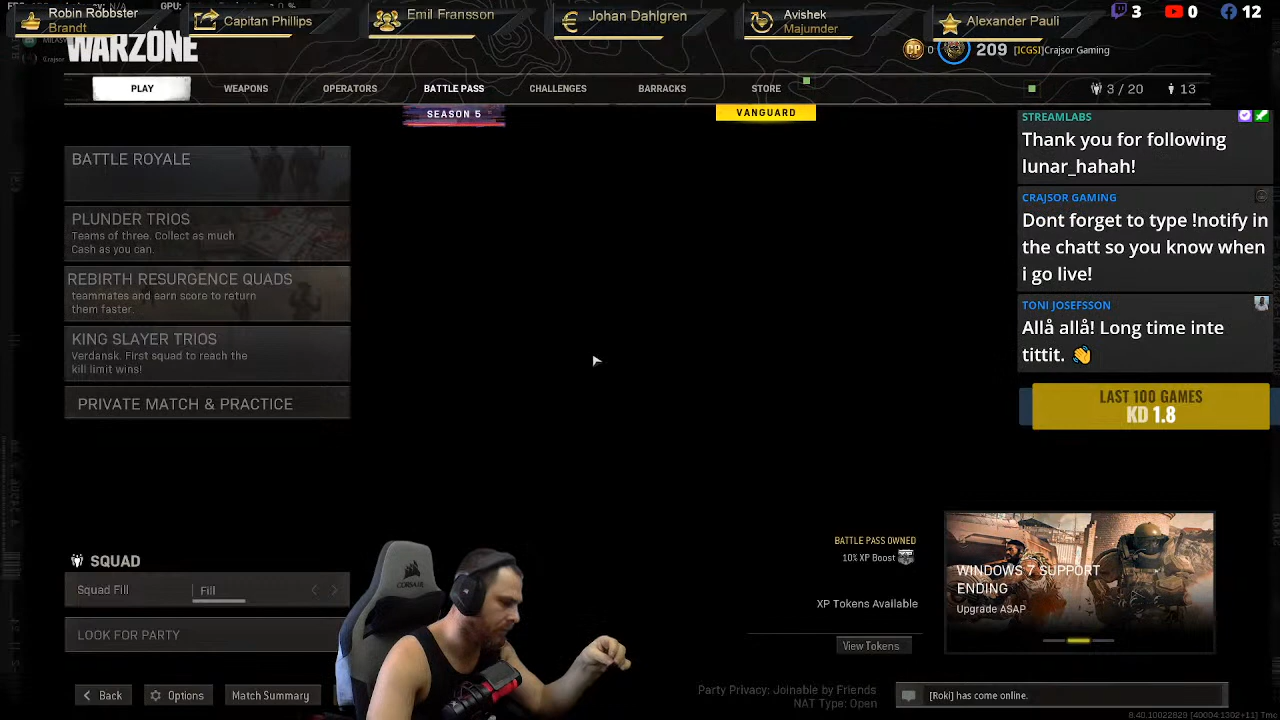 Robin Robbster
Brandt
Capitan Phillips
Emil Fransson
Johan Dahlgren
Avishek
Majumder
Alexander Pauli
3
0
12
WARZONE
0
209
[ICGS]Crajsor Gaming
PLAY
WEAPONS
OPERATORS
BATTLE PASS
CHALLENGES
BARRACKS
STORE
3 / 20
13
SEASON 5
VANGUARD
BATTLE ROYALE
PLUNDER TRIOS
Teams of three. Collect as much
Cash as you can.
REBIRTH RESURGENCE QUADS
teammates and earn score to return
them faster.
KING SLAYER TRIOS
Verdansk. First squad to reach the
kill limit wins!
PRIVATE MATCH & PRACTICE
STREAMLABS
Thank you for following
lunar_hahah!
CRAJSOR GAMING
Dont forget to type !notify in
the chatt so you know when
i go live!
TONI JOSEFSSON
Allå allå! Long time inte
tittit. 👋
LAST 100 GAMES
KD 1.8
SQUAD
Squad Fill
Fill
LOOK FOR PARTY
CORSAIR
BATTLE PASS OWNED
10% XP Boost
XP Tokens Available
View Tokens
WINDOWS 7 SUPPORT
ENDING
Upgrade ASAP
Back
Options
Match Summary
Party Privacy: Joinable by Friends
NAT Type: Open
[Roki] has come online.